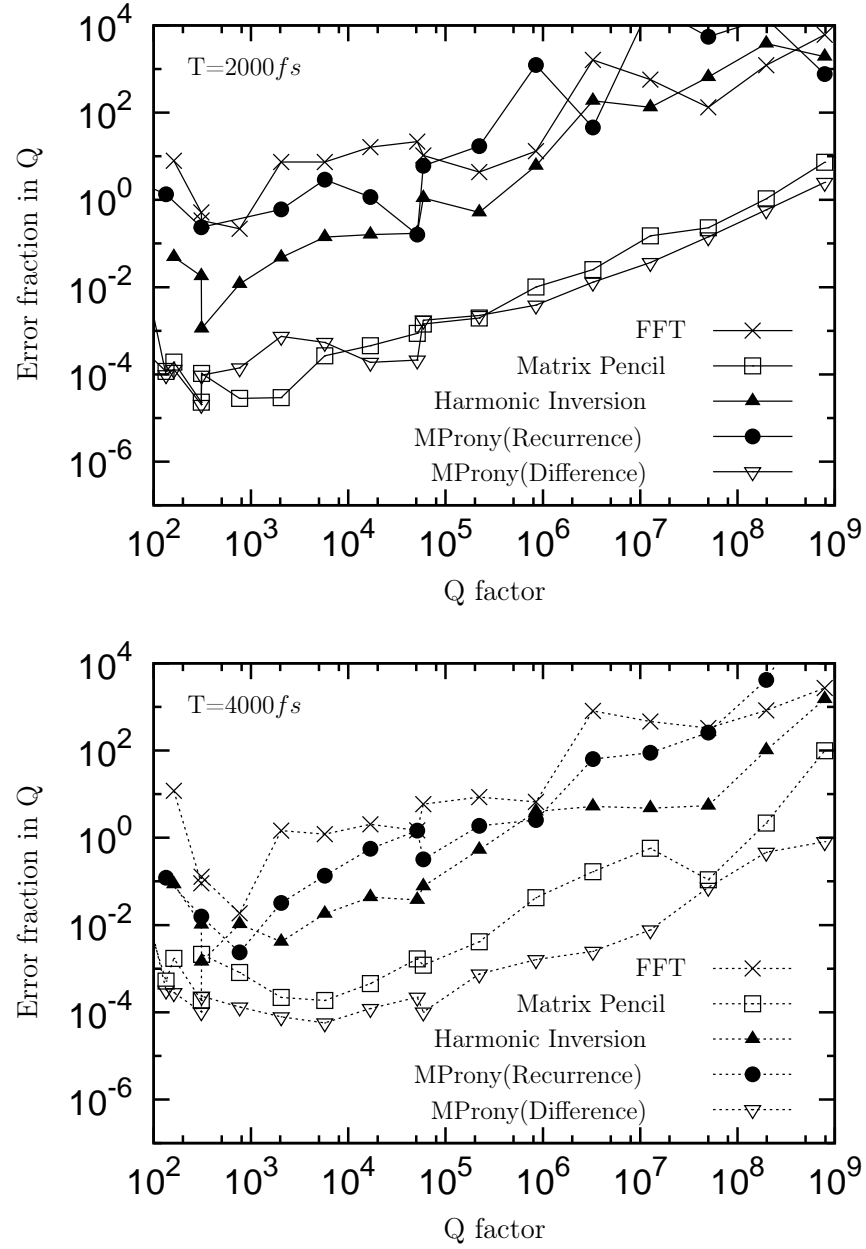 10^4
T=2000fs
10^2
10^0
Error fraction in Q
10^-2
FFT
10^-4
Matrix Pencil
Harmonic Inversion
MProny(Recurrence)
10^-6
MProny(Difference)
10^2 10^3 10^4 10^5 10^6 10^7 10^8 10^9
Q factor
10^4
T=4000fs
10^2
10^0
Error fraction in Q
10^-2
FFT
10^-4
Matrix Pencil
Harmonic Inversion
MProny(Recurrence)
10^-6
MProny(Difference)
10^2 10^3 10^4 10^5 10^6 10^7 10^8 10^9
Q factor